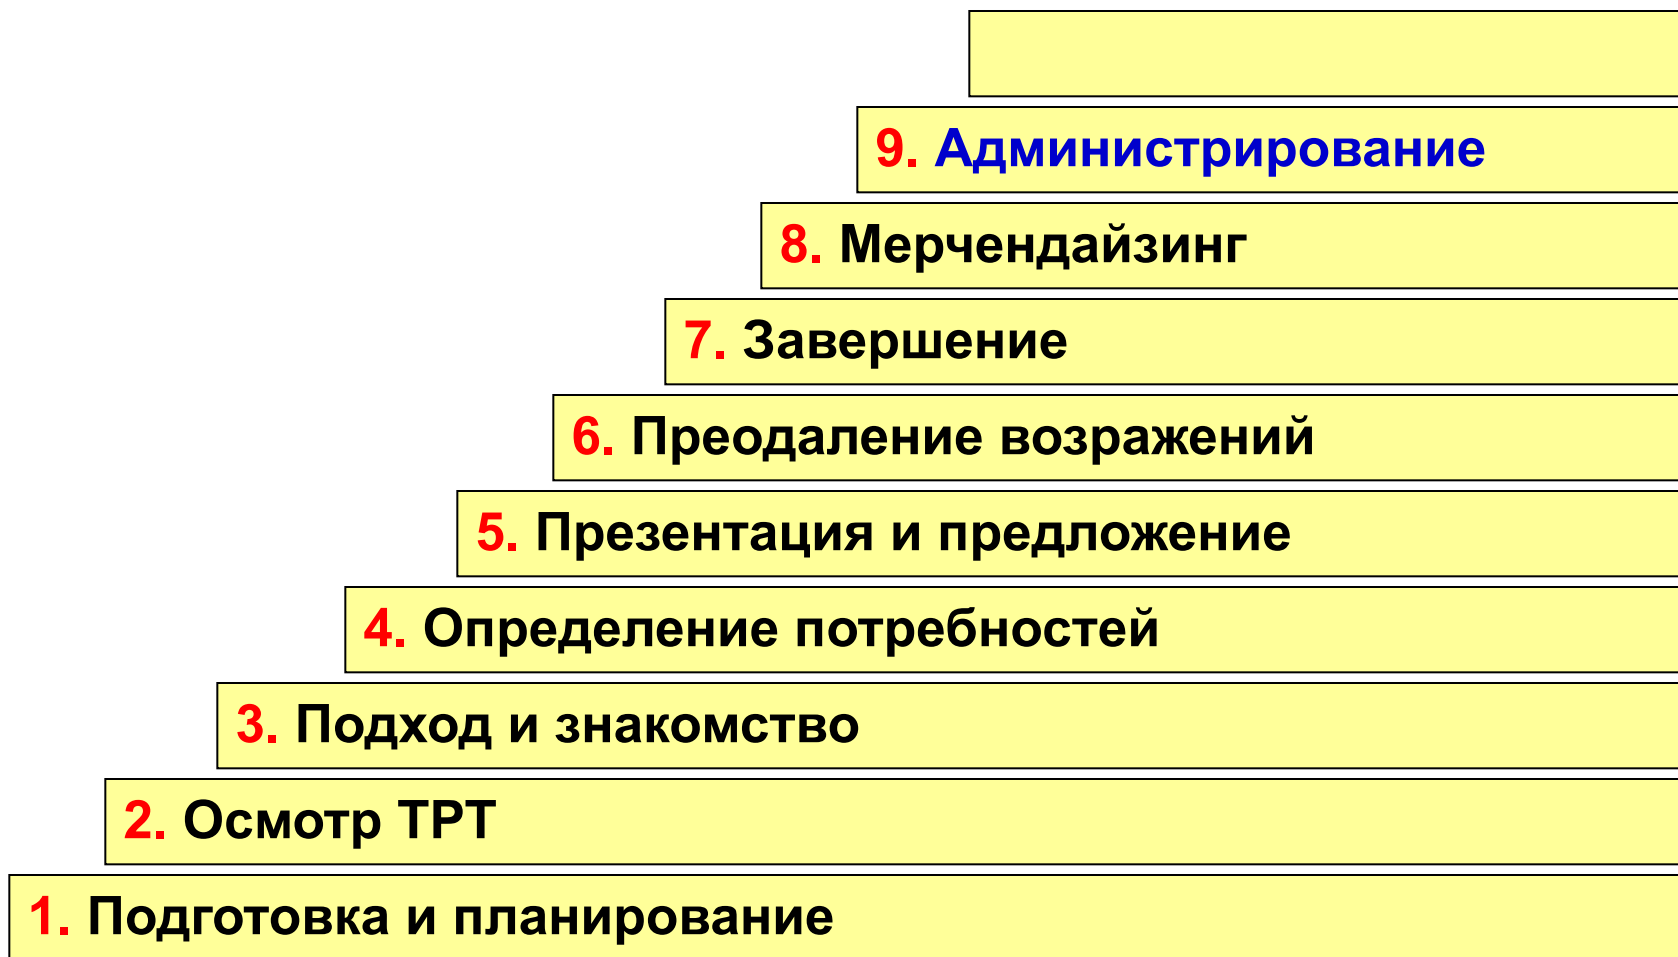 9. Администрирование
8. Мерчендайзинг
7. Завершение
6. Преодаление возражений
5. Презентация и предложение
4. Определение потребностей
3. Подход и знакомство
2. Осмотр ТРТ
1. Подготовка и планирование